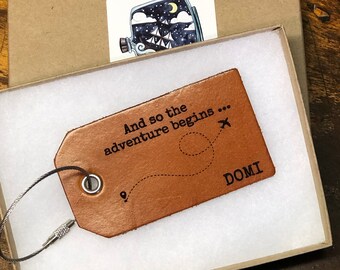 And so the
adventure begins ...
DOMI